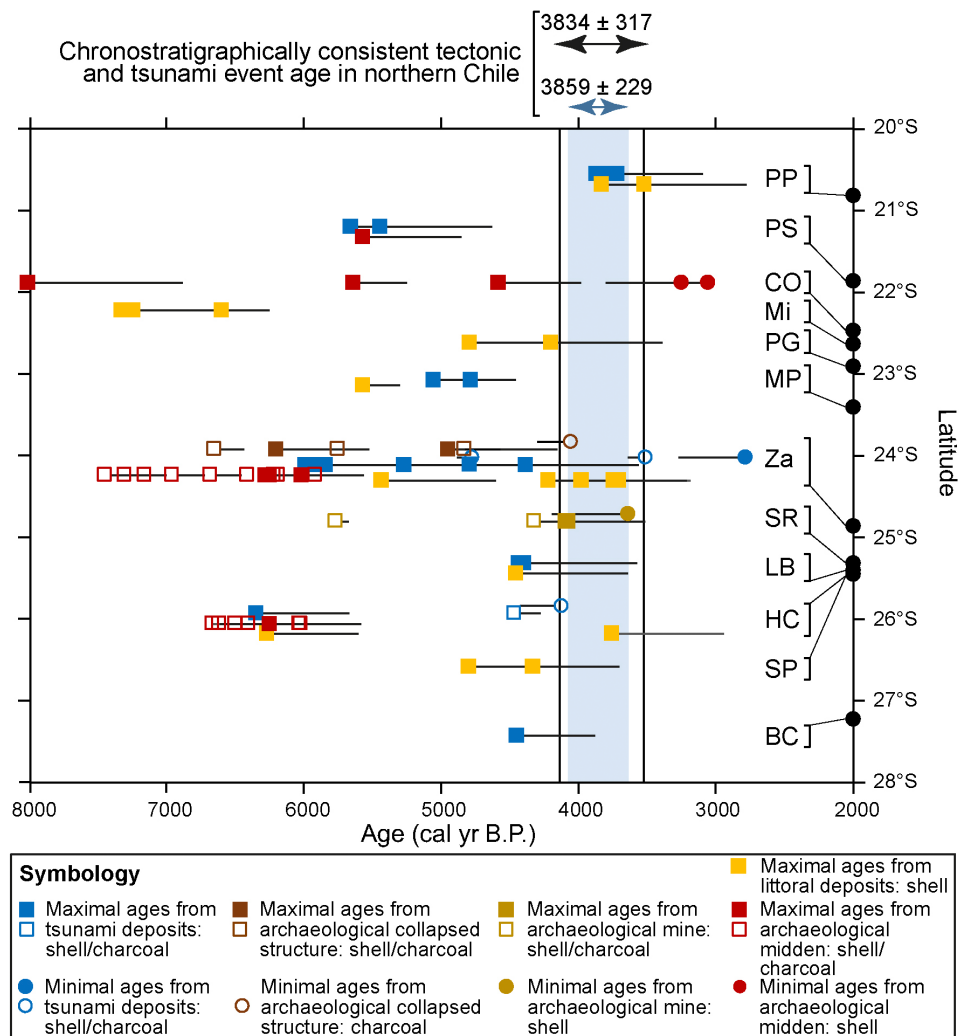 Chronostratigraphically consistent tectonic
and tsunami event age in northern Chile
3834 ± 317
3859 ± 229
20°S
21°S
22°S
23°S
24°S
25°S
26°S
27°S
28°S
Latitude
PP
PS
CO
Mi
PG
MP
Za
SR
LB
HC
SP
BC
8000 7000 6000 5000 4000 3000 2000
Age (cal yr B.P.)
Symbology
Maximal ages from
littoral deposits: shell
Maximal ages from
tsunami deposits:
shell/charcoal
Maximal ages from
archaeological collapsed
structure: shell/charcoal
Maximal ages from
archaeological mine:
shell/charcoal
Maximal ages from
archaeological
midden: shell/
charcoal
Minimal ages from
tsunami deposits:
shell/charcoal
Minimal ages from
archaeological collapsed
structure: charcoal
Minimal ages from
archaeological mine:
shell
Minimal ages from
archaeological
midden: shell